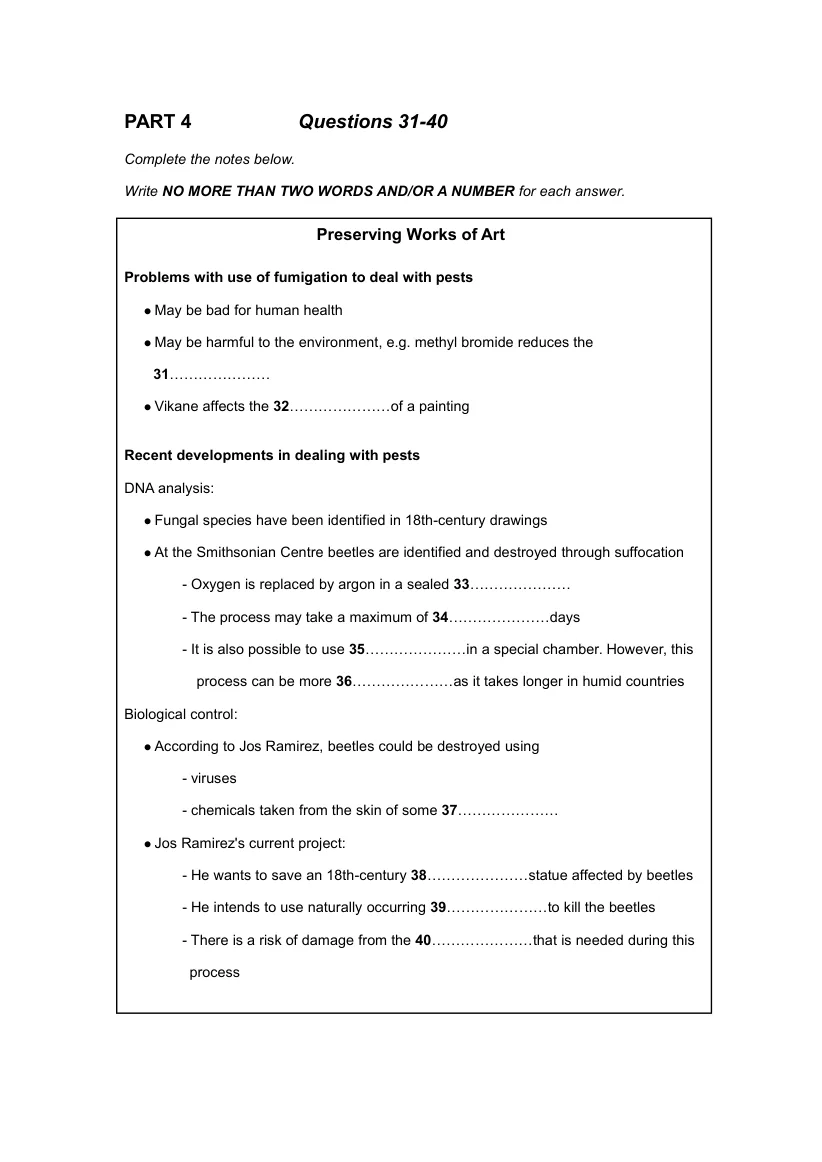 PART 4 Questions 31-40
Complete the notes below.
Write NO MORE THAN TWO WORDS AND/OR A NUMBER for each answer.
Preserving Works of Art
Problems with use of fumigation to deal with pests
● May be bad for human health
● May be harmful to the environment, e.g. methyl bromide reduces the
31…………………
● Vikane affects the 32…………………of a painting
Recent developments in dealing with pests
DNA analysis:
● Fungal species have been identified in 18th-century drawings
● At the Smithsonian Centre beetles are identified and destroyed through suffocation
- Oxygen is replaced by argon in a sealed 33…………………
- The process may take a maximum of 34…………………days
- It is also possible to use 35…………………in a special chamber. However, this
process can be more 36…………………as it takes longer in humid countries
Biological control:
● According to Jos Ramirez, beetles could be destroyed using
- viruses
- chemicals taken from the skin of some 37…………………
● Jos Ramirez's current project:
- He wants to save an 18th-century 38…………………statue affected by beetles
- He intends to use naturally occurring 39…………………to kill the beetles
- There is a risk of damage from the 40…………………that is needed during this
process